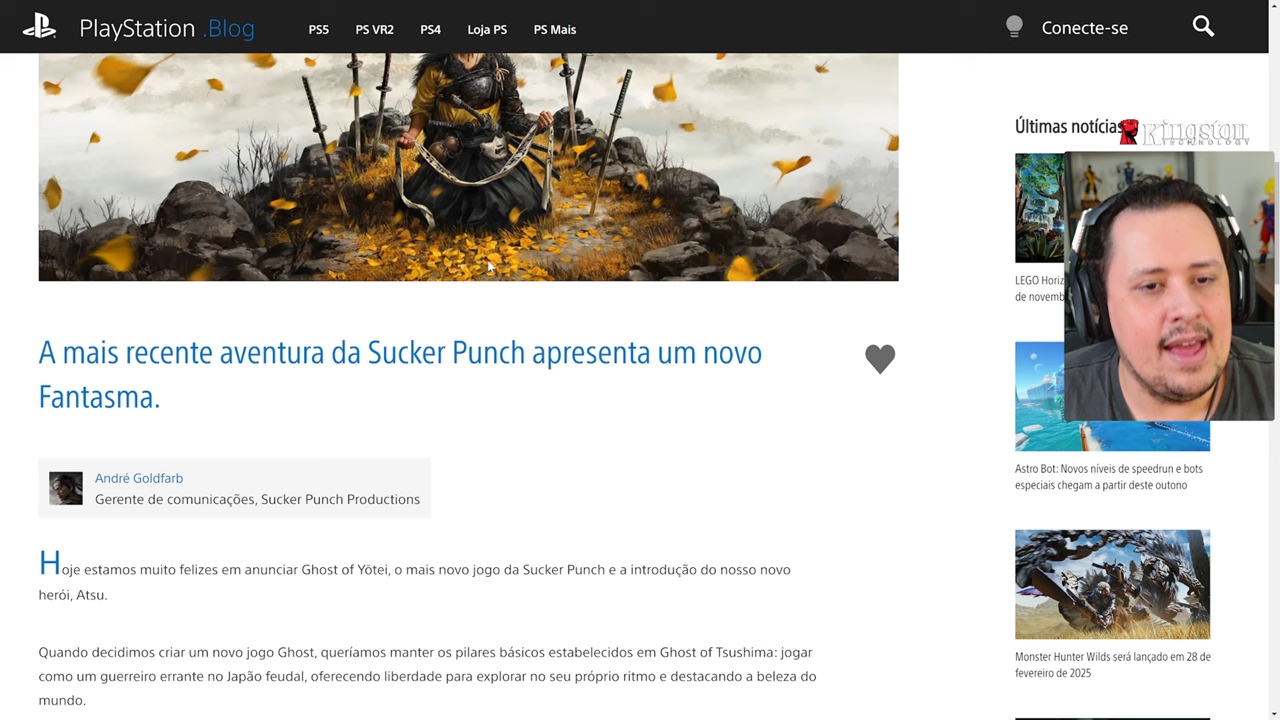 PlayStation .Blog
PS5 PS VR2 PS4 Loja PS PS Mais
Conecte-se
A mais recente aventura da Sucker Punch apresenta um novo
Fantasma.
André Goldfarb
Gerente de comunicações, Sucker Punch Productions
Hoje estamos muito felizes em anunciar Ghost of Yōtei, o mais novo jogo da Sucker Punch e a introdução do nosso novo
herói, Atsu.
Quando decidimos criar um novo jogo Ghost, queríamos manter os pilares básicos estabelecidos em Ghost of Tsushima: jogar
como um guerreiro errante no Japão feudal, oferecendo liberdade para explorar no seu próprio ritmo e destacando a beleza do
mundo.
Últimas notícias
Kingston
TECHNOLOGY
LEGO
de
Astro Bot: Novos níveis de speedrun e bots
especiais chegam a partir deste outono
Monster Hunter Wilds será lançado em 28 de
fevereiro de 2025